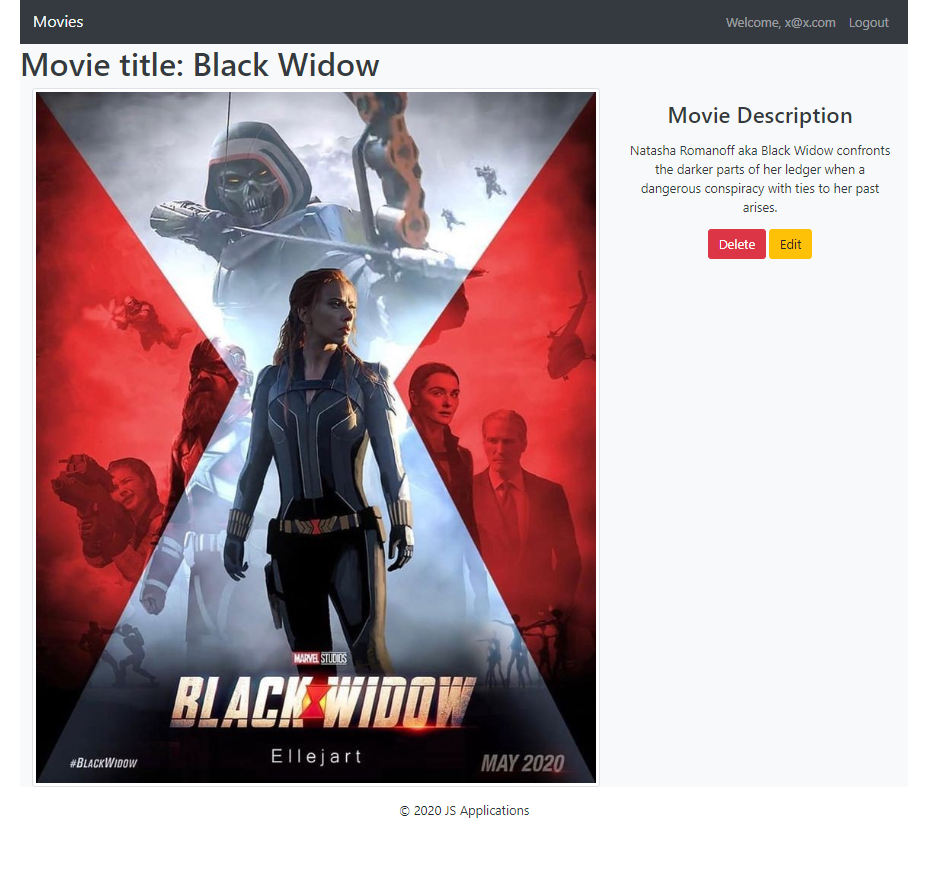 Movies
Welcome, x@x.com Logout
Movie title: Black Widow
Movie Description
Natasha Romanoff aka Black Widow confronts
the darker parts of her ledger when a
dangerous conspiracy with ties to her past
arises.
Delete Edit
MARVEL STUDIOS
BLACK WIDOW
Ellejart
#BLACKWIDOW
MAY 2020
© 2020 JS Applications